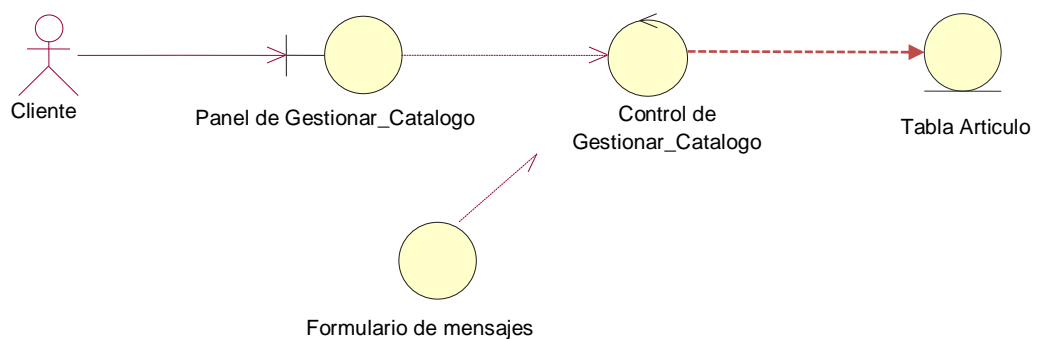 Cliente
Panel de Gestionar_Catalogo
Control de
Gestionar_Catalogo
Tabla Articulo
Formulario de mensajes